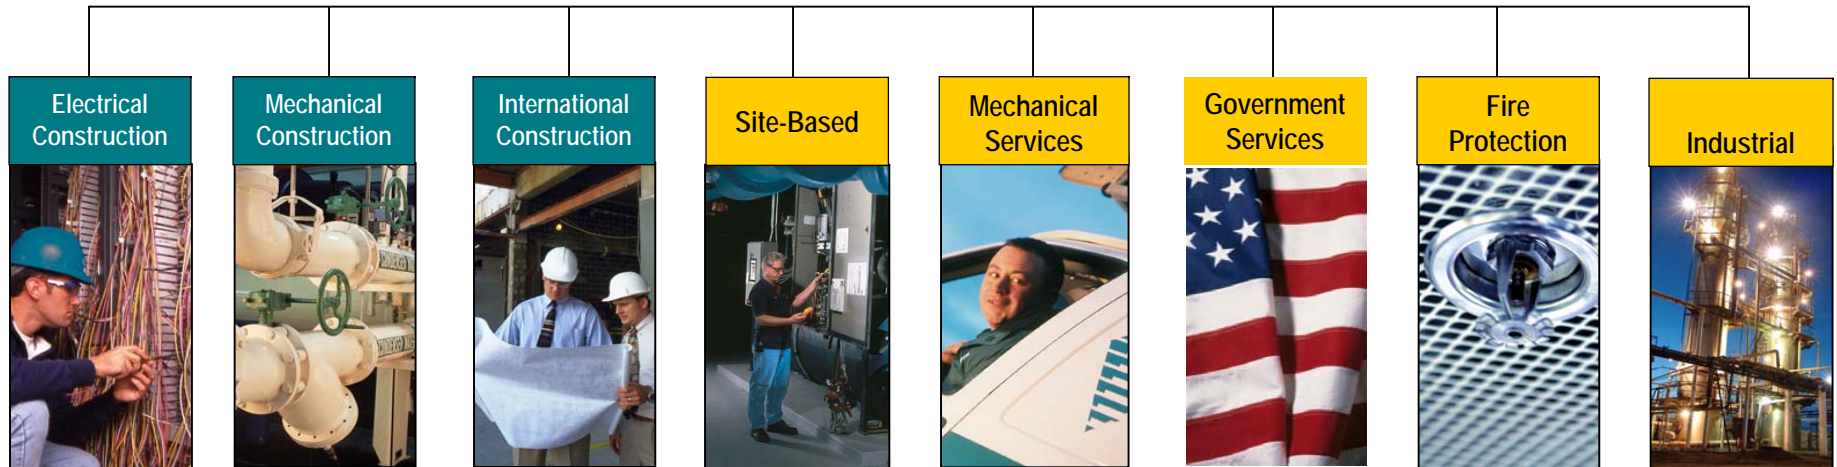 Electrical
Construction
Mechanical
Construction
International
Construction
Site-Based
Mechanical
Services
Government
Services
Fire
Protection
Industrial